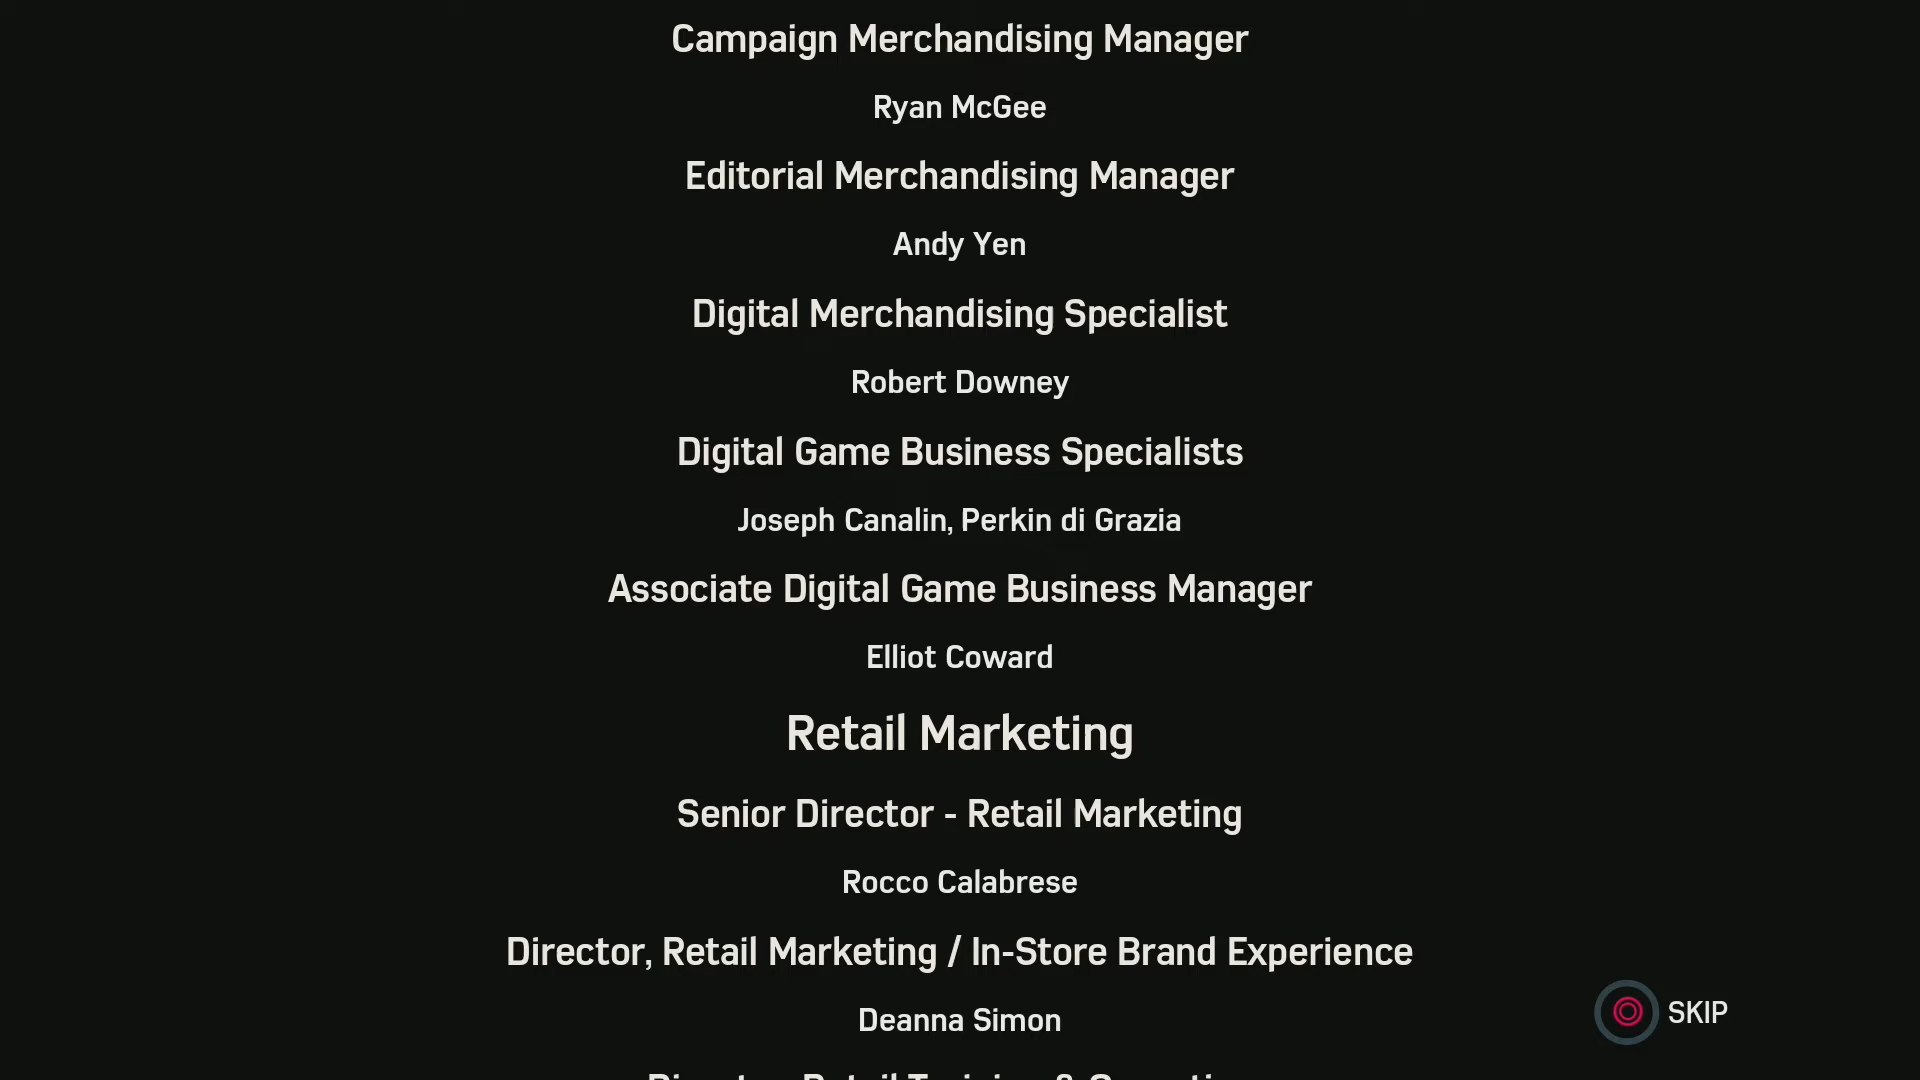 Campaign Merchandising Manager
Ryan McGee
Editorial Merchandising Manager
Andy Yen
Digital Merchandising Specialist
Robert Downey
Digital Game Business Specialists
Joseph Canalin, Perkin di Grazia
Associate Digital Game Business Manager
Elliot Coward
Retail Marketing
Senior Director - Retail Marketing
Rocco Calabrese
Director, Retail Marketing / In-Store Brand Experience
Deanna Simon
SKIP